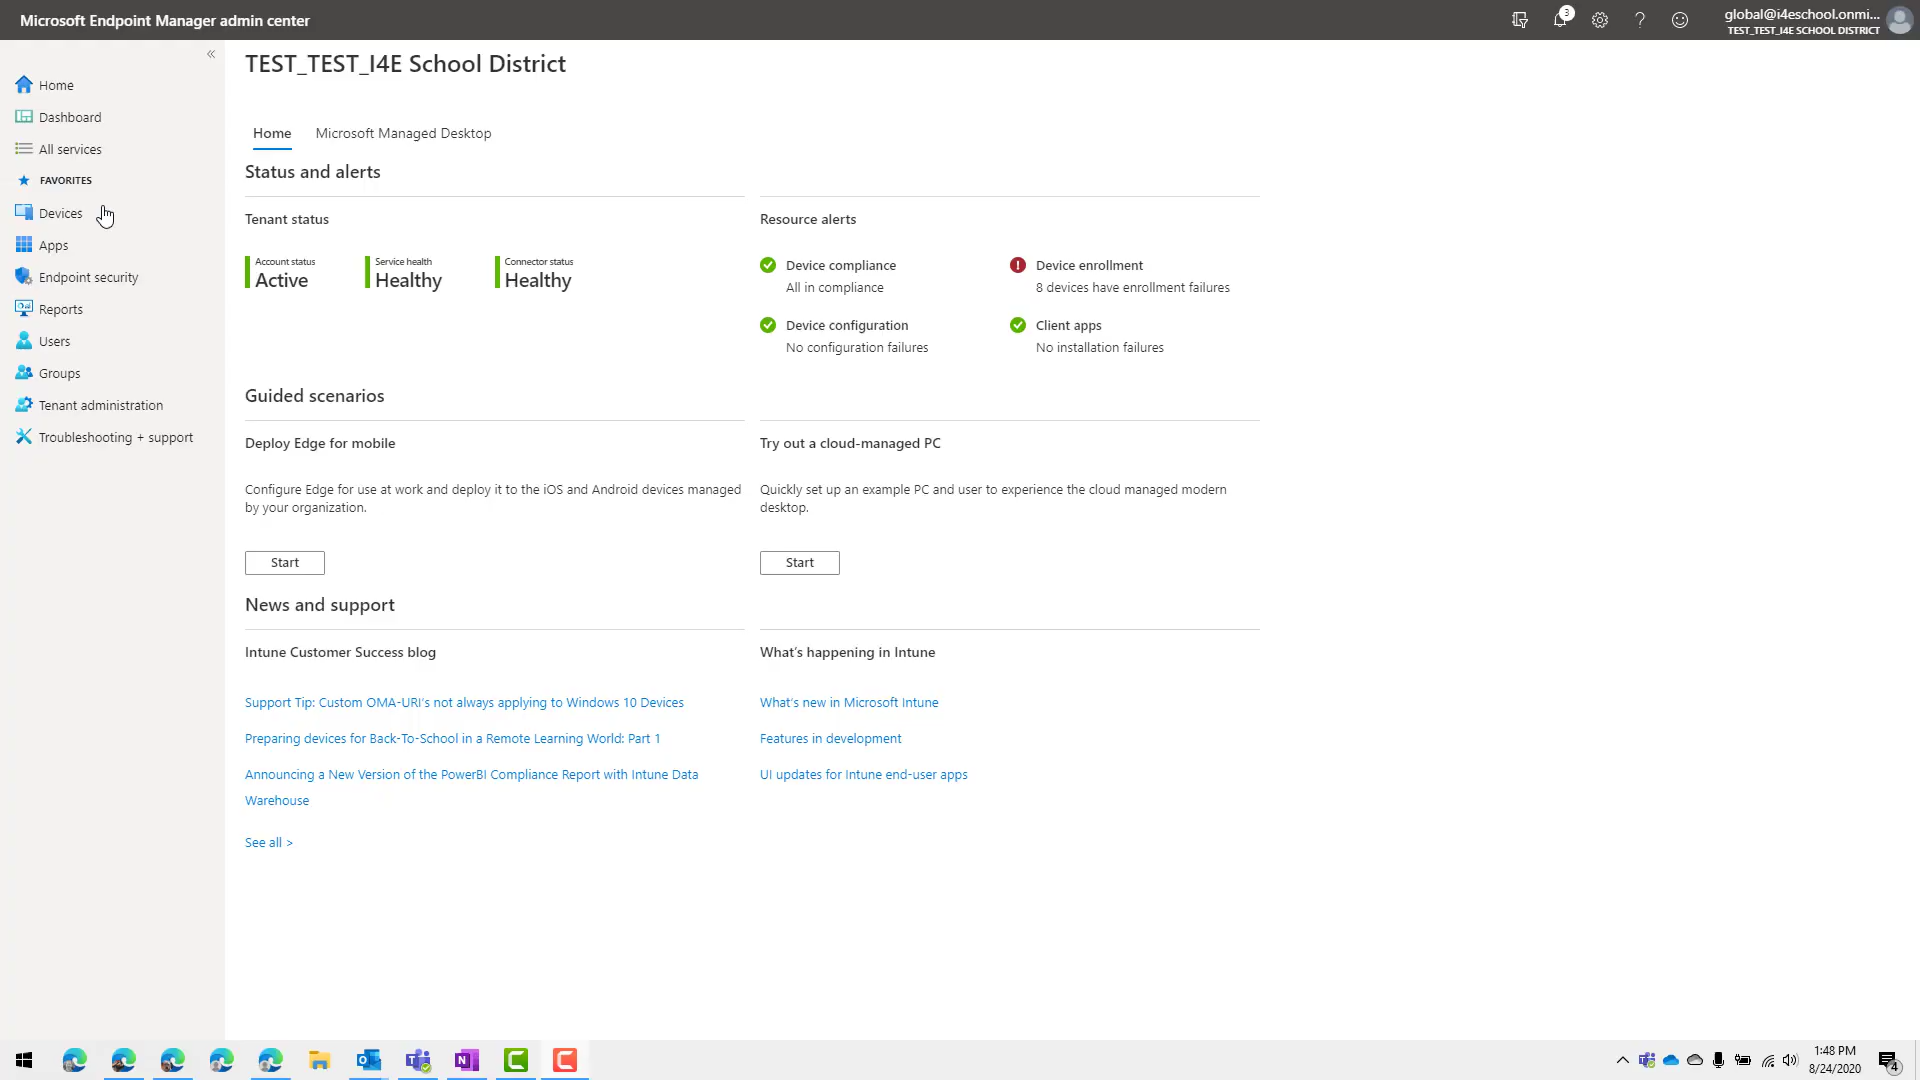 Microsoft Endpoint Manager admin center
3
global@i4eschool.onmi...
TEST_TEST_I4E SCHOOL DISTRICT
«
Home
Dashboard
All services
FAVORITES
Devices
Apps
Endpoint security
Reports
Users
Groups
Tenant administration
Troubleshooting + support
TEST_TEST_I4E School District
Home Microsoft Managed Desktop
Status and alerts
Tenant status
Account status
Active
Service health
Healthy
Connector status
Healthy
Resource alerts
Device compliance
All in compliance
Device enrollment
8 devices have enrollment failures
Device configuration
No configuration failures
Client apps
No installation failures
Guided scenarios
Deploy Edge for mobile
Configure Edge for use at work and deploy it to the iOS and Android devices managed
by your organization.
Start
Try out a cloud-managed PC
Quickly set up an example PC and user to experience the cloud managed modern
desktop.
Start
News and support
Intune Customer Success blog
Support Tip: Custom OMA-URI's not always applying to Windows 10 Devices
Preparing devices for Back-To-School in a Remote Learning World: Part 1
Announcing a New Version of the PowerBI Compliance Report with Intune Data
Warehouse
See all >
What's happening in Intune
What's new in Microsoft Intune
Features in development
UI updates for Intune end-user apps
1:48 PM
8/24/2020
4